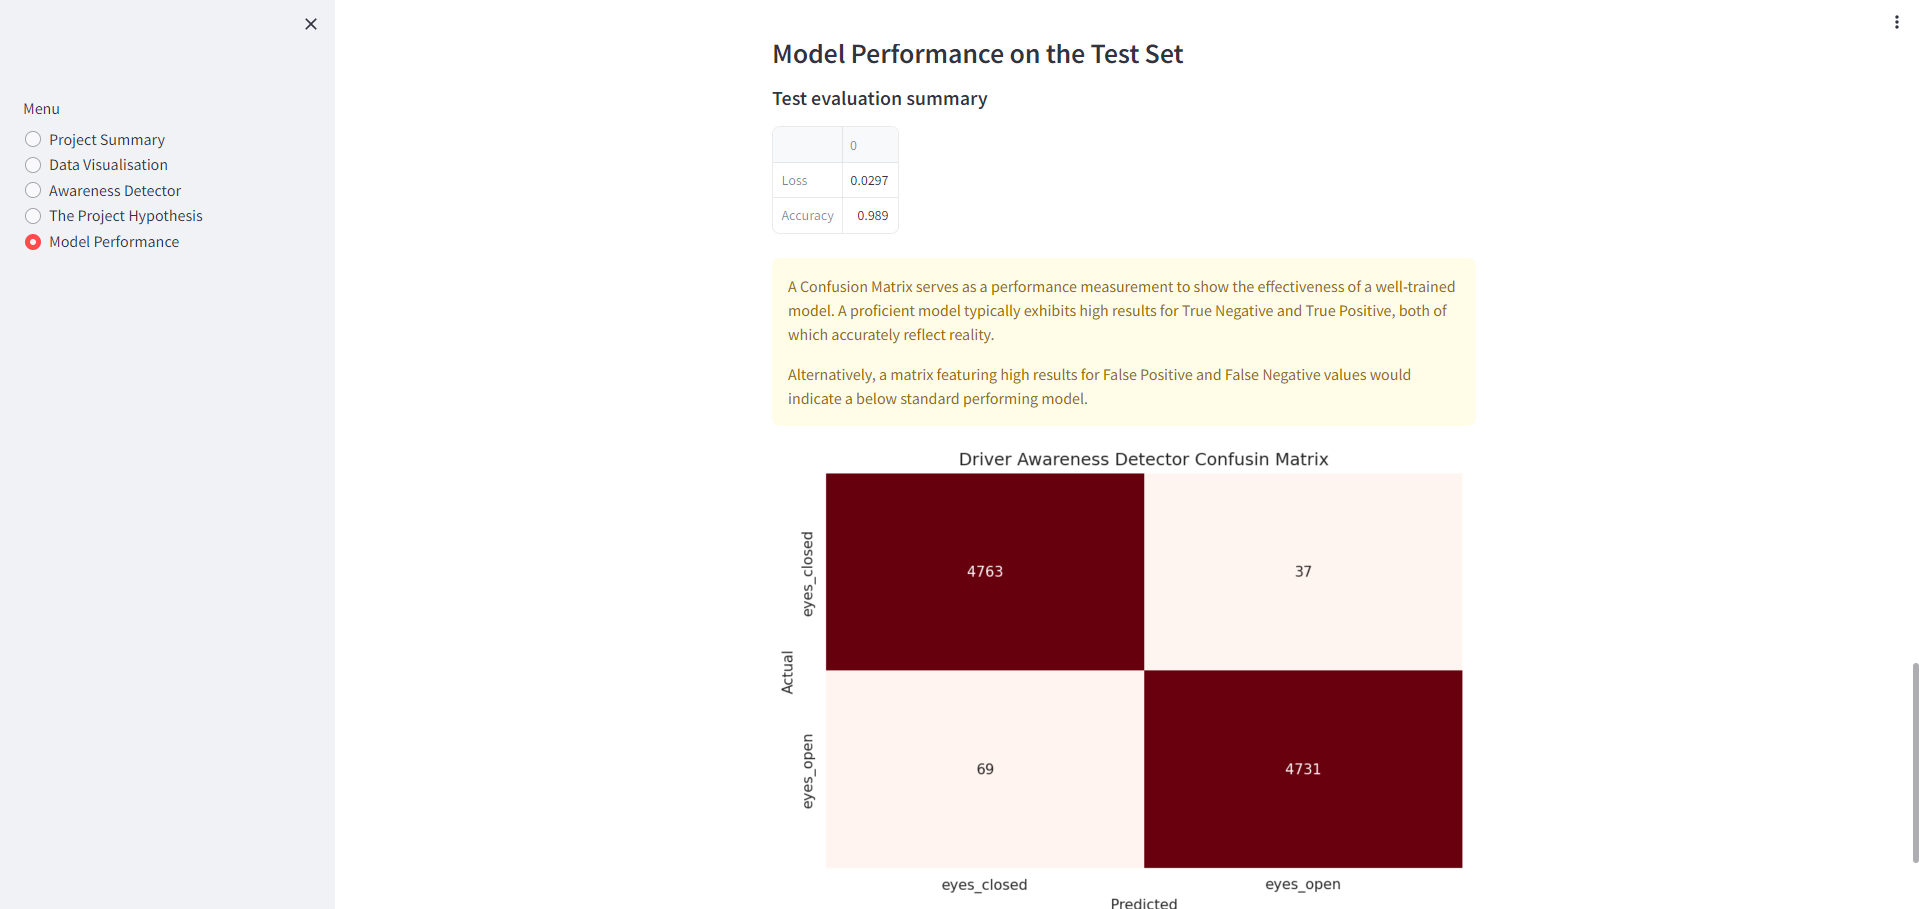 Menu
Project Summary
Data Visualisation
Awareness Detector
The Project Hypothesis
Model Performance
Model Performance on the Test Set
Test evaluation summary
0
Loss 0.0297
Accuracy 0.989
A Confusion Matrix serves as a performance measurement to show the effectiveness of a well-trained
model. A proficient model typically exhibits high results for True Negative and True Positive, both of
which accurately reflect reality.
Alternatively, a matrix featuring high results for False Positive and False Negative values would
indicate a below standard performing model.
Driver Awareness Detector Confusin Matrix
Actual
eyes_closed
4763 37
eyes_open
69 4731
eyes_closed eyes_open
Predicted